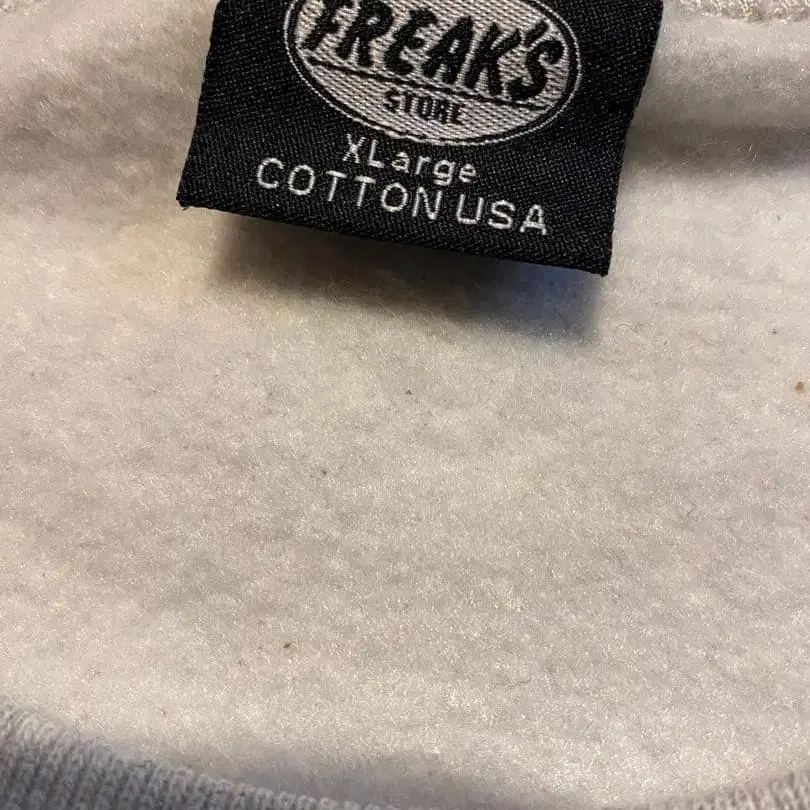 FREAK'S
STORE
XLarge
COTTON USA